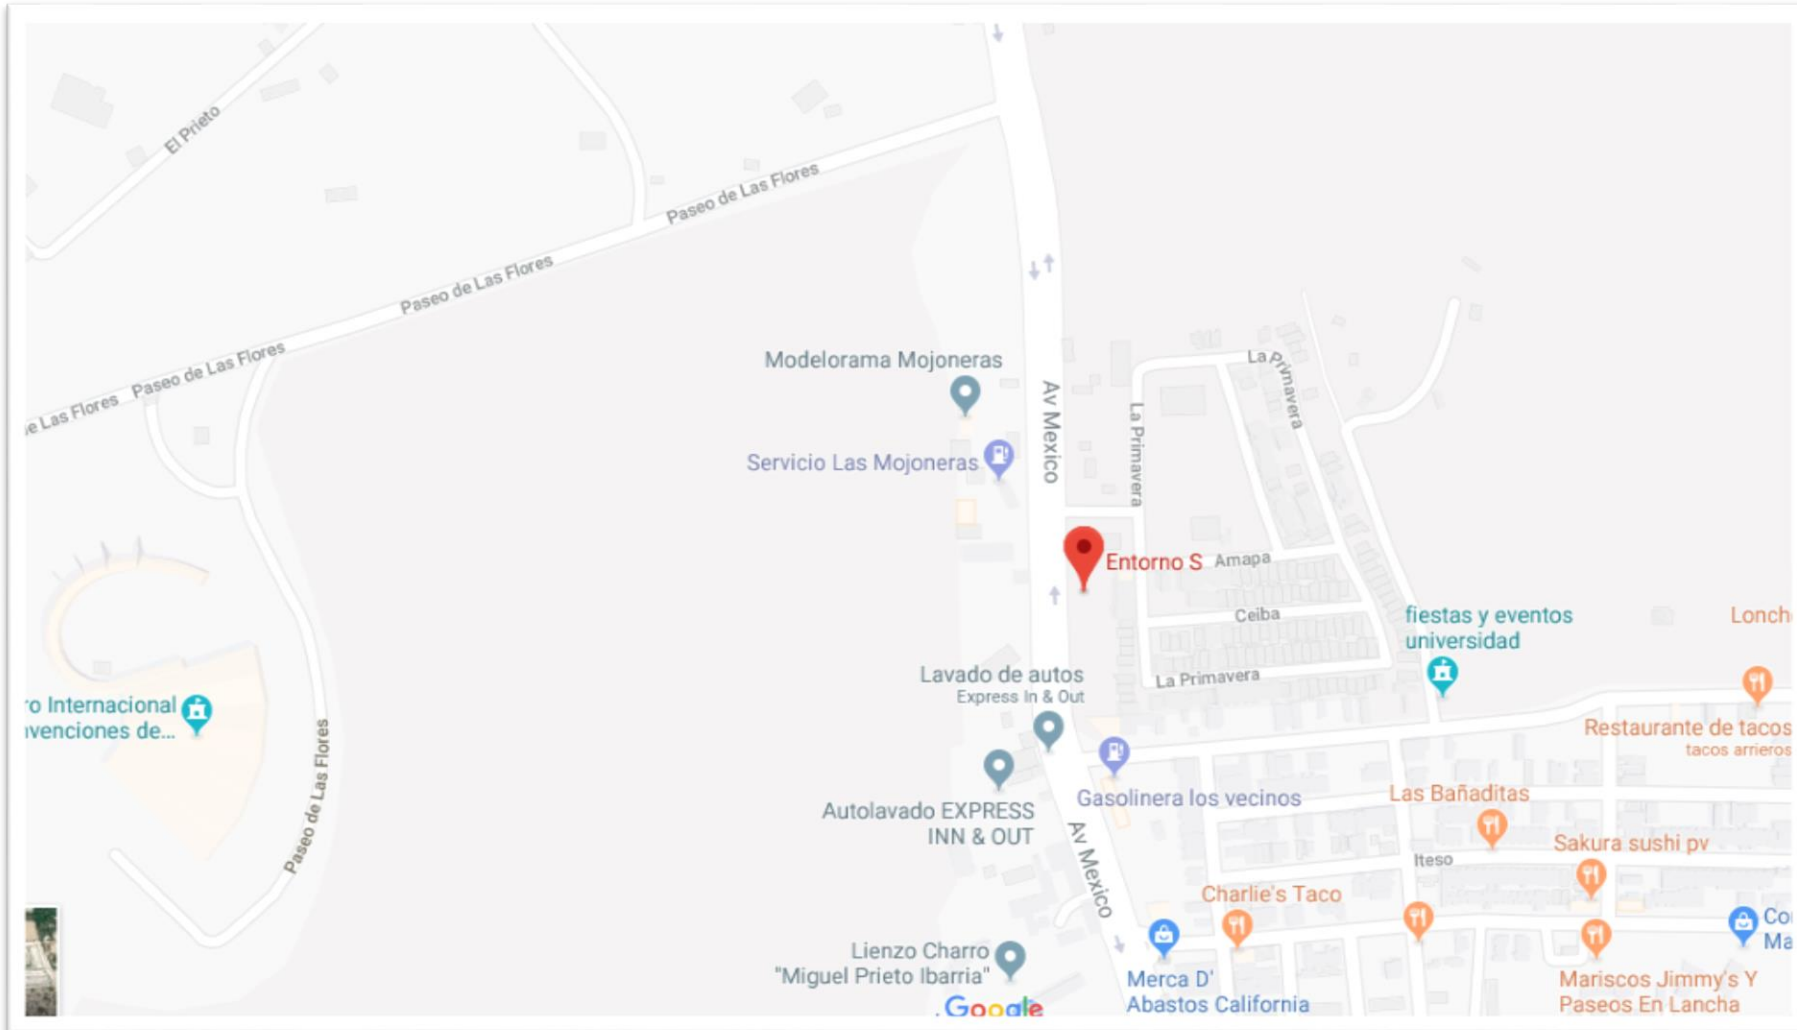 El Prieto
Paseo de Las Flores
Paseo de Las Flores
Paseo de Las Flores
Las Flores
Modelorama Mojoneras
Av Mexico
La Primavera
La Primavera
Servicio Las Mojoneras
Entorno S
Amapa
Ceiba
fiestas y eventos
universidad
Lonch
Lavado de autos
Express In & Out
La Primavera
ro Internacional
nvenciones de...
Restaurante de tacos
tacos arrieros
Paseo de Las Flores
Gasolinera los vecinos
Las Bañaditas
Autolavado EXPRESS
INN & OUT
Av Mexico
Sakura sushi pv
Iteso
Charlie's Taco
Lienzo Charro
"Miguel Prieto Ibarria"
Merca D'
Abastos California
Mariscos Jimmy's Y
Paseos En Lancha
Co
Ma
Google